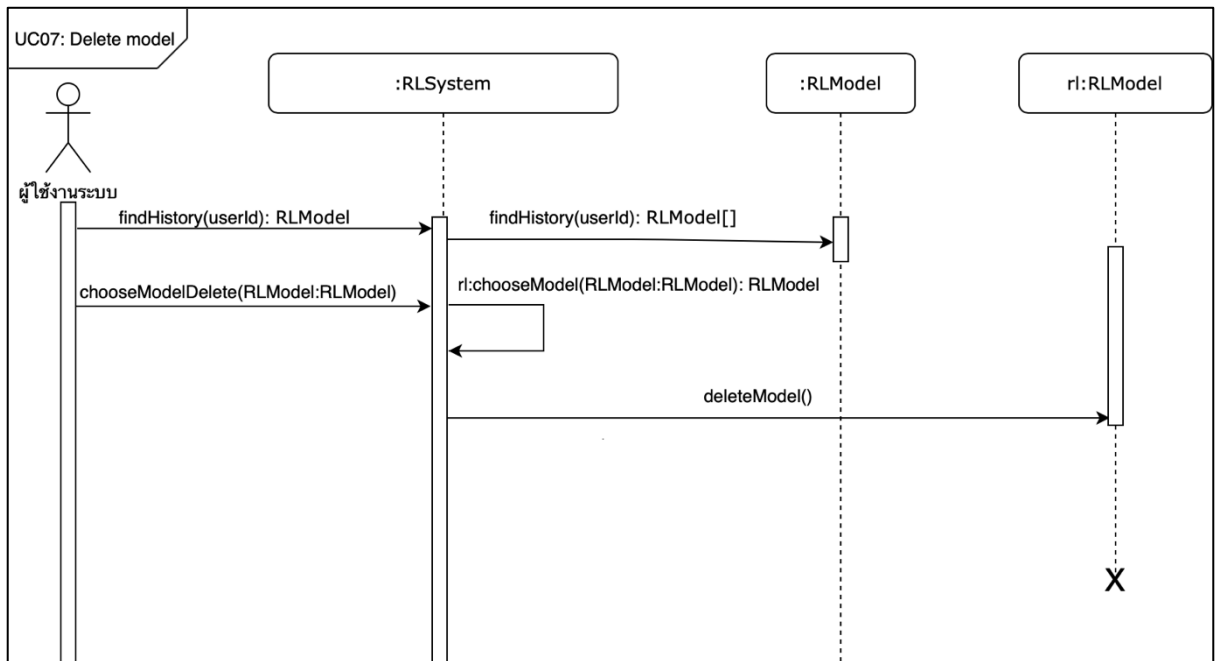 UC07: Delete model
:RLSystem
:RLModel
rl:RLModel
ผู้ใช้งานระบบ
findHistory(userId): RLModel
findHistory(userId): RLModel[]
chooseModelDelete(RLModel:RLModel)
rl:chooseModel(RLModel:RLModel): RLModel
deleteModel()
X